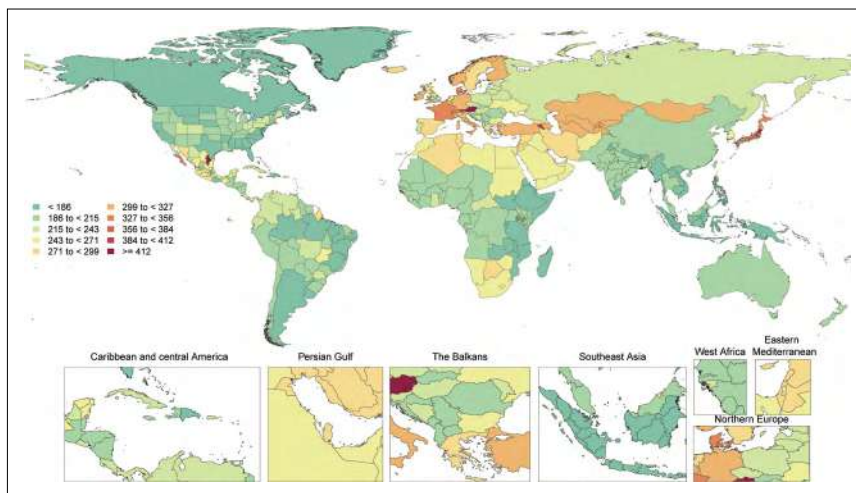 < 186
186 to < 215
215 to < 243
243 to < 271
271 to < 299
299 to < 327
327 to < 356
356 to < 384
384 to < 412
>= 412
Caribbean and central America
Persian Gulf
The Balkans
Southeast Asia
West Africa
Eastern
Mediterranean
Northern Europe